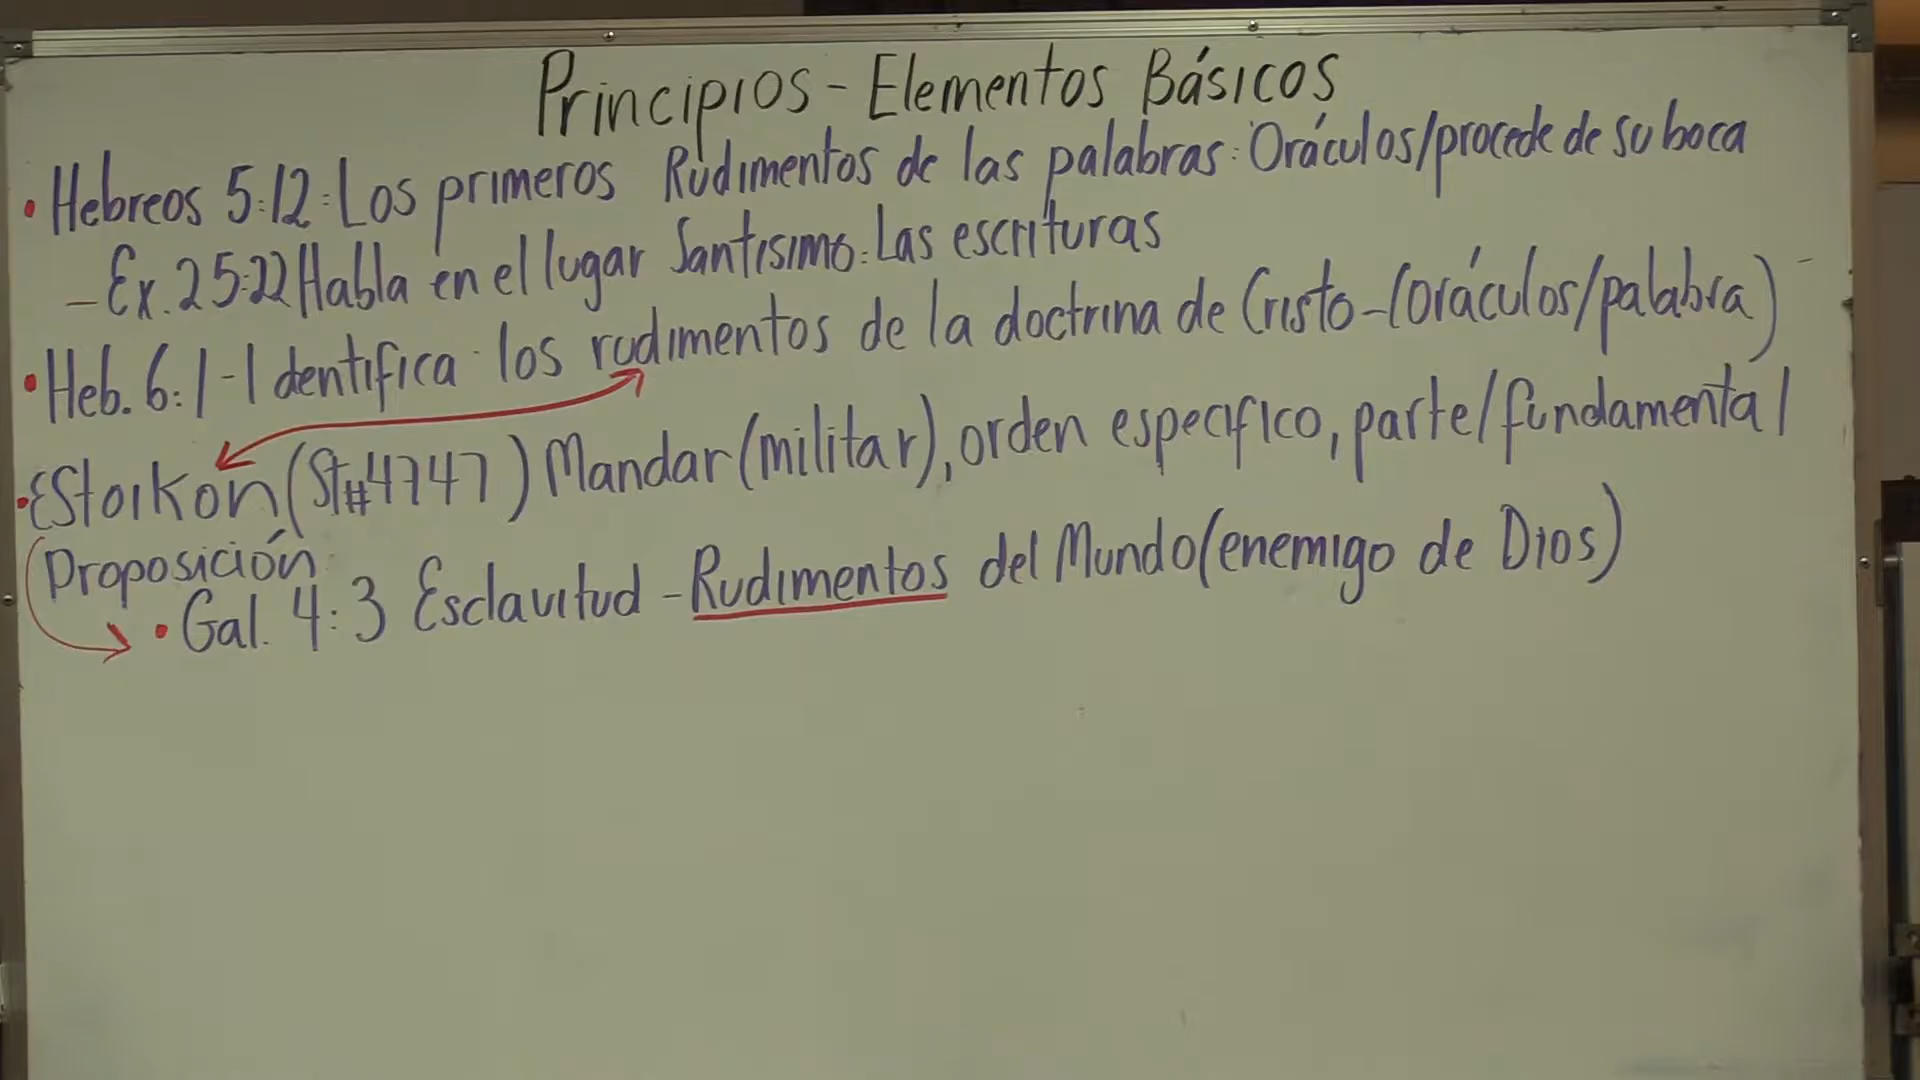 Principios - Elementos Básicos
• Hebreos 5:12: Los primeros Rudimentos de las palabras: Oráculos/procede de su boca
- Ex. 25:22 Habla en el lugar Santisimo: Las escrituras
• Heb. 6:1 - Identifica los rudimentos de la doctrina de Cristo - (oráculos/palabra)
• EStoikon (St#4747) Mandar (militar), orden especifico, parte/fundamental
Proposición
• Gal. 4:3 Esclavitud - Rudimentos del Mundo (enemigo de Dios)